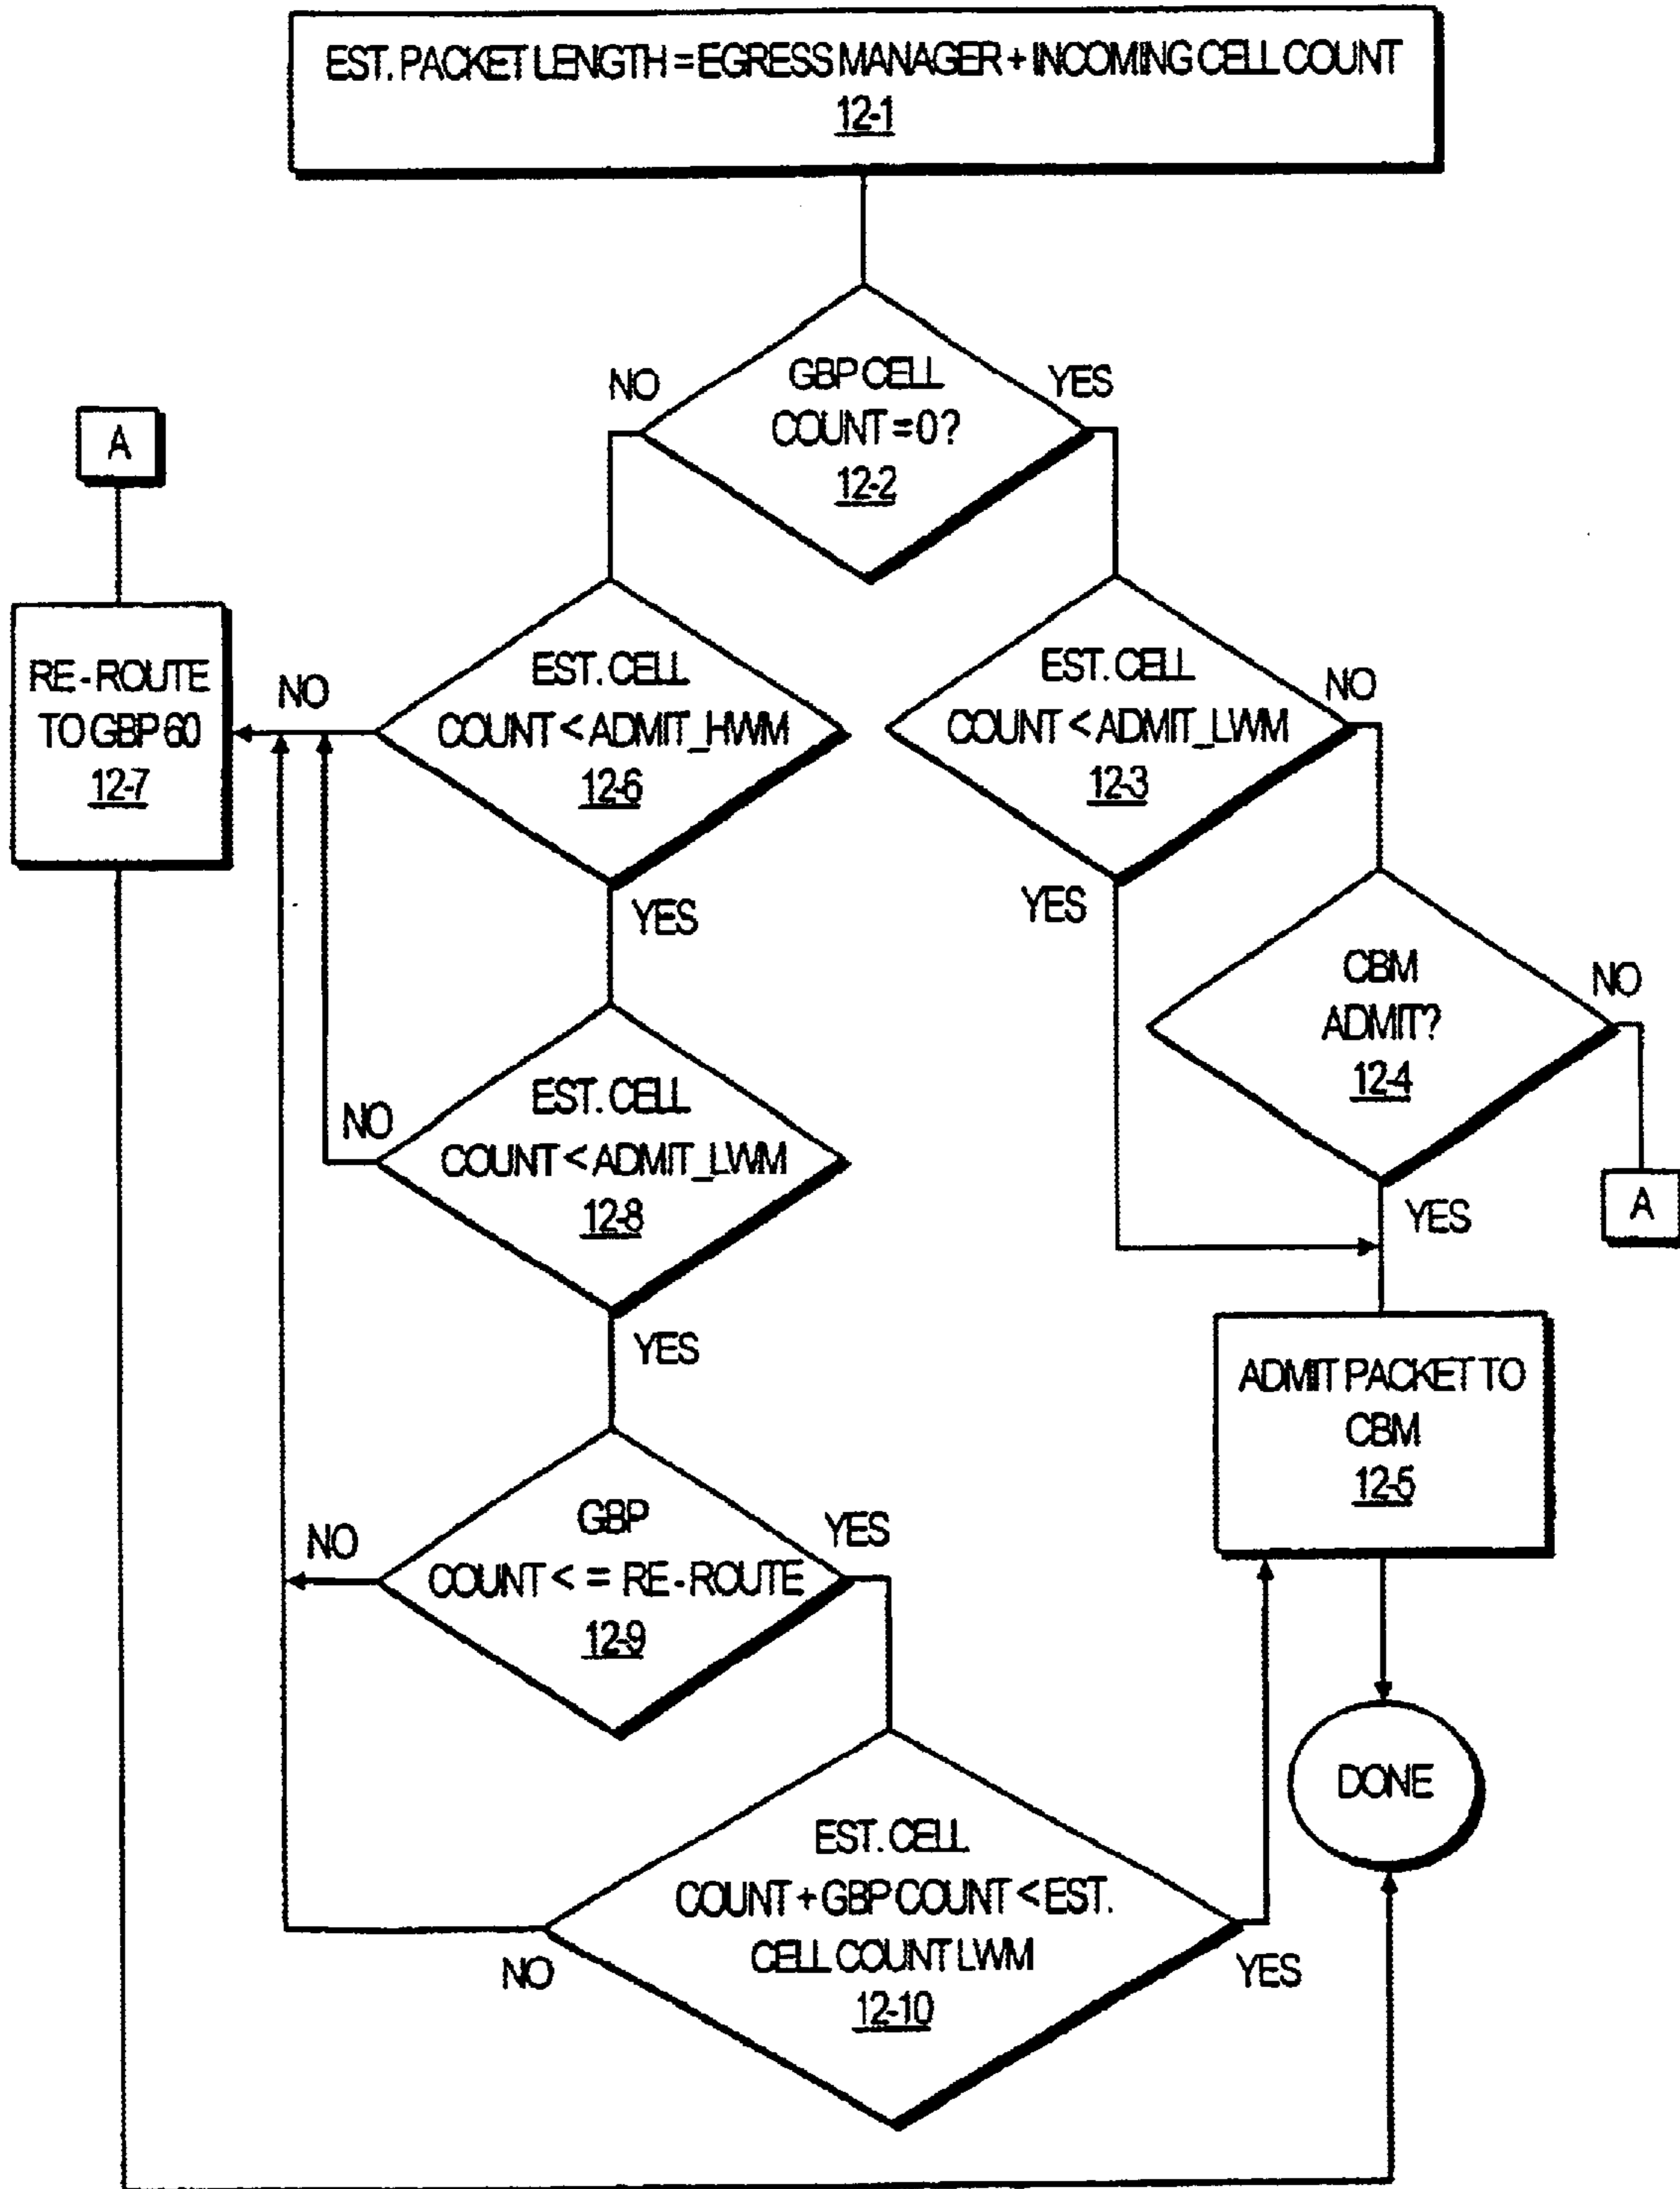 EST. PACKET LENGTH = EGRESS MANAGER + INCOMING CELL COUNT
12-1
GBP CELL
COUNT = 0?
12-2
NO
YES
A
RE-ROUTE
TO GBP 60
12-7
NO
EST. CELL
COUNT < ADMIT_HWM
12-6
YES
EST. CELL
COUNT < ADMIT_LWM
12-3
NO
YES
CBM
ADMIT?
12-4
NO
YES
A
EST. CELL
COUNT < ADMIT_LWM
12-8
NO
YES
ADMIT PACKET TO
CBM
12-5
GBP
COUNT < = RE-ROUTE
12-9
NO
YES
DONE
EST. CELL
COUNT + GBP COUNT < EST.
CELL COUNT LWM
12-10
NO
YES